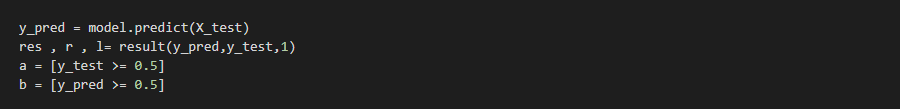 y_pred = model.predict(X_test)
res , r , l= result(y_pred,y_test,1)
a = [y_test >= 0.5]
b = [y_pred >= 0.5]